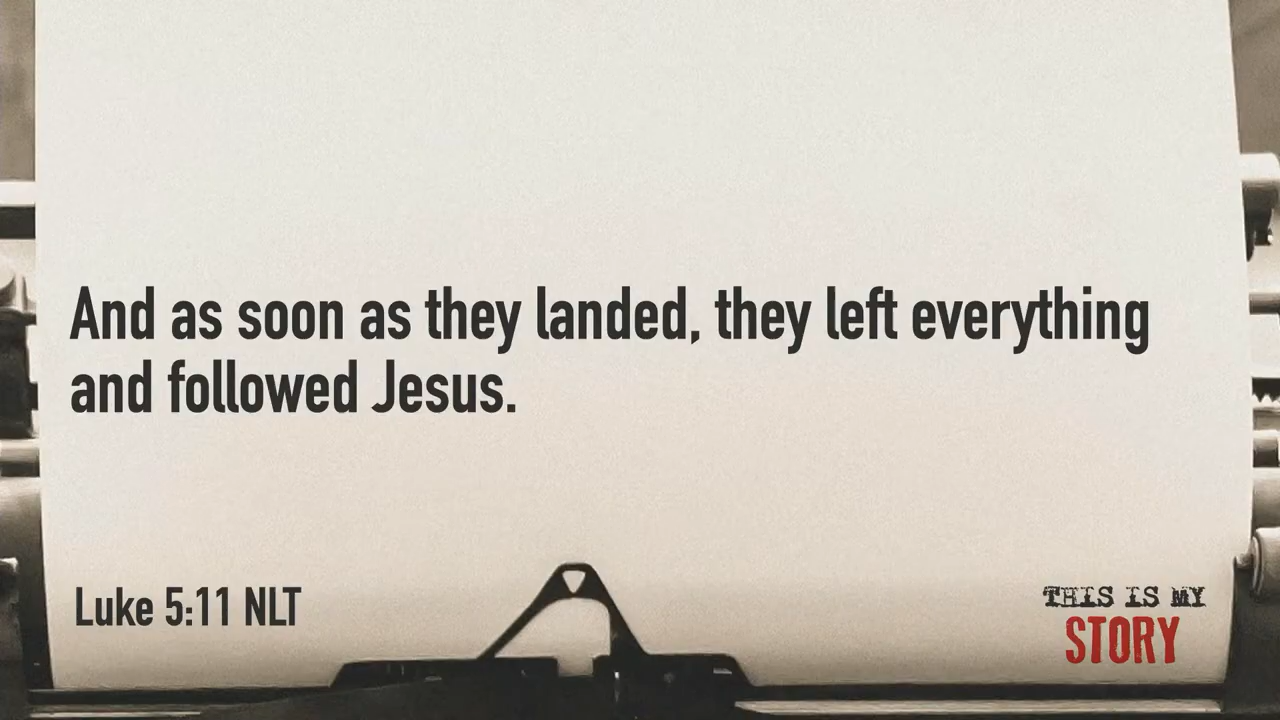 And as soon as they landed, they left everything
and followed Jesus.
Luke 5:11 NLT
THIS IS MY
STORY